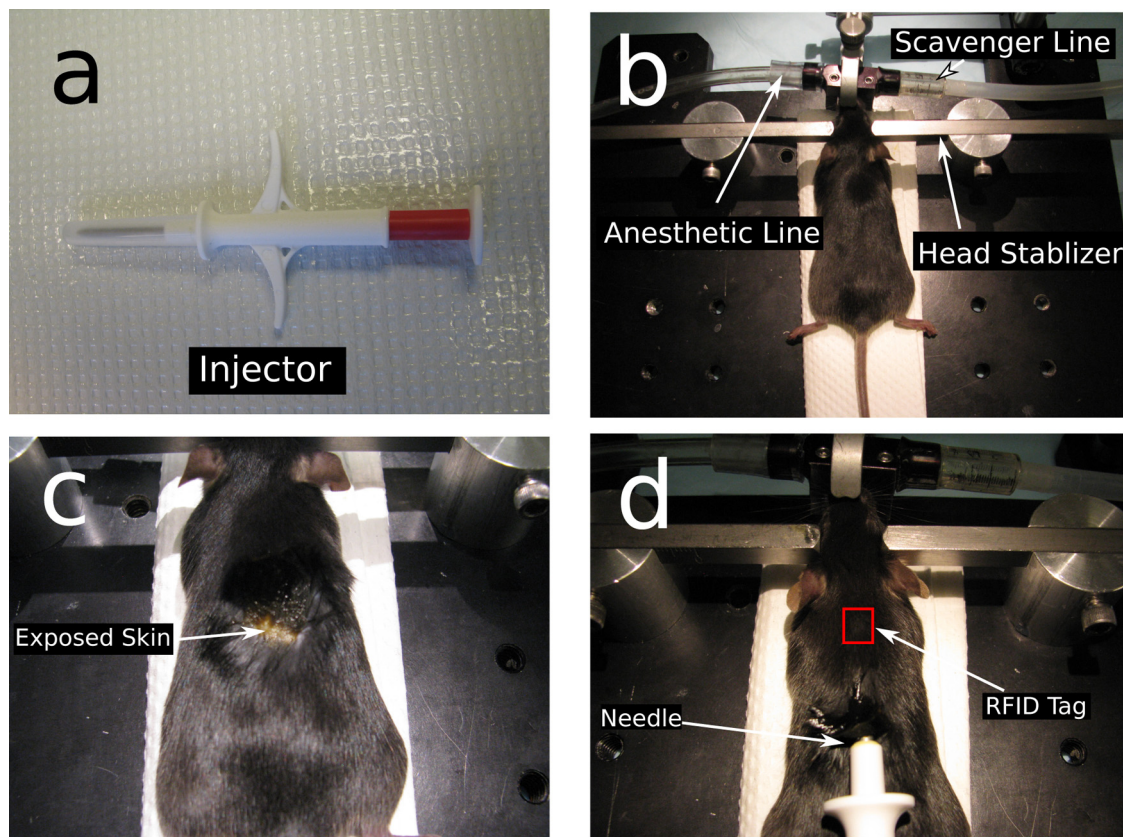 a
Injector
b
Scavenger Line
Anesthetic Line
Head Stablizer
c
Exposed Skin
d
RFID Tag
Needle